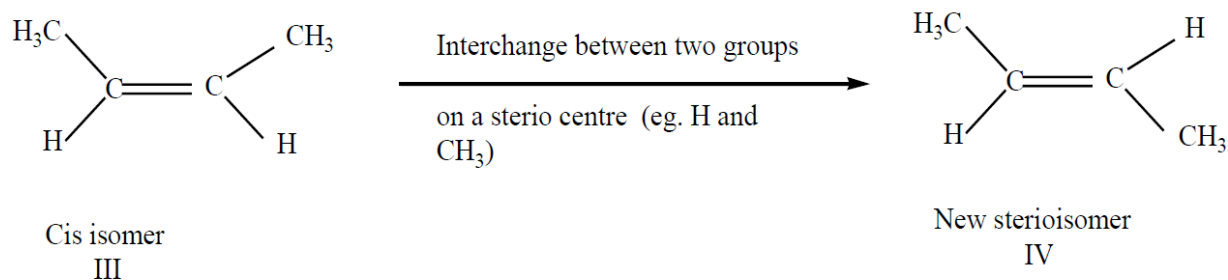 H₃C
CH₃
C
C
H
H
Cis isomer
III
Interchange between two groups
on a sterio centre (eg. H and
CH₃)
H₃C
H
C
C
H
CH₃
New sterioisomer
IV